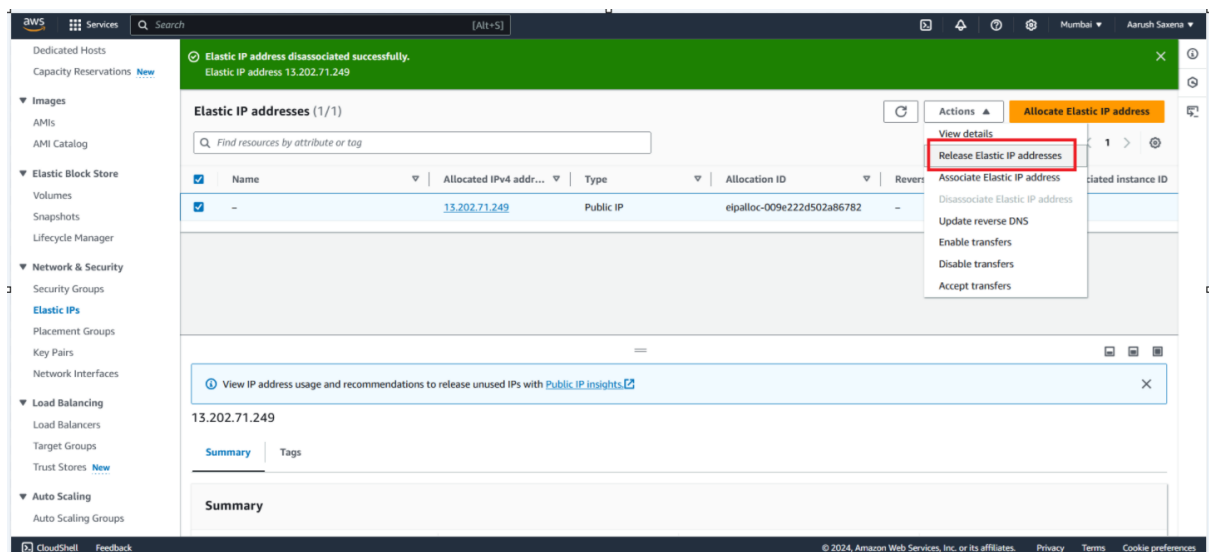 aws Services Search [Alt+S] Mumbai Aarush Saxena
Dedicated Hosts
Capacity Reservations New
Images
AMIs
AMI Catalog
Elastic Block Store
Volumes
Snapshots
Lifecycle Manager
Network & Security
Security Groups
Elastic IPs
Placement Groups
Key Pairs
Network Interfaces
Load Balancing
Load Balancers
Target Groups
Trust Stores New
Auto Scaling
Auto Scaling Groups
Elastic IP address disassociated successfully.
Elastic IP address 13.202.71.249
Elastic IP addresses (1/1) Actions Allocate Elastic IP address
Find resources by attribute or tag 1
View details
Release Elastic IP addresses
Associate Elastic IP address
Disassociate Elastic IP address
Update reverse DNS
Enable transfers
Disable transfers
Accept transfers
Name Allocated IPv4 addr... Type Allocation ID Revers ciated instance ID
– 13.202.71.249 Public IP eipalloc-009e222d502a86782 –
View IP address usage and recommendations to release unused IPs with Public IP insights.
13.202.71.249
Summary Tags
Summary
CloudShell Feedback © 2024, Amazon Web Services, Inc. or its affiliates. Privacy Terms Cookie preferences